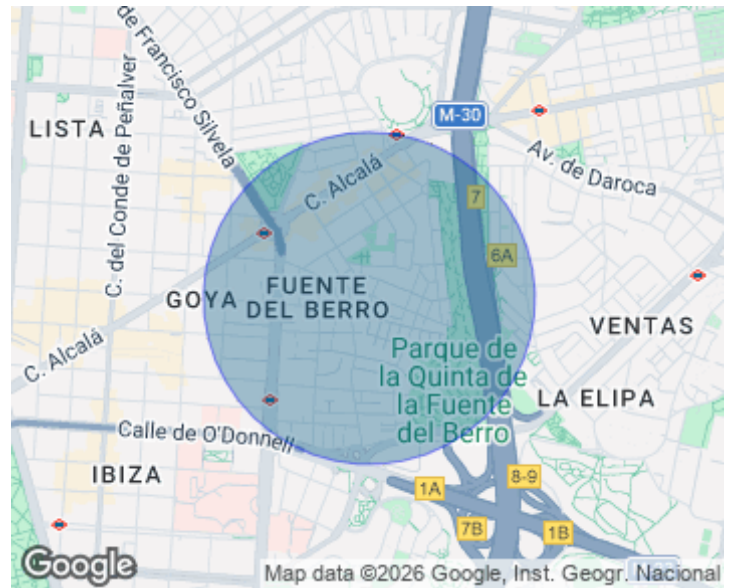 de Francisco Silvela
LISTA
C. del Conde de Peñalver
M-30
C. Alcalá
Av. de Daroca
7
6A
GOYA
FUENTE
DEL BERRO
VENTAS
C. Alcalá
Parque de
la Quinta de
la Fuente
del Berro
LA ELIPA
Calle de O'Donnell
IBIZA
1A
8-9
7B
1B
Google
Map data ©2026 Google, Inst. Geogr. Nacional